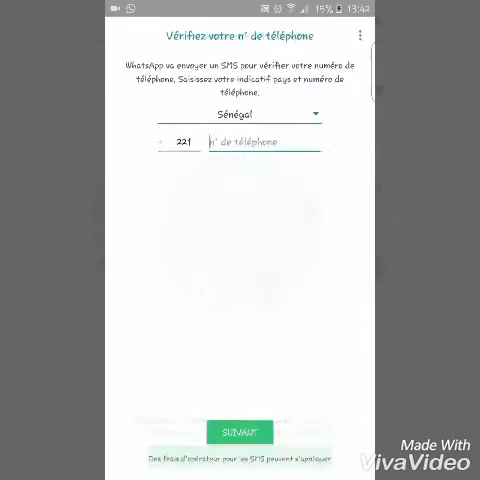 15% 13:42
Vérifiez votre n° de téléphone
WhatsApp va envoyer un SMS pour vérifier votre numéro de
téléphone. Saisissez votre indicatif pays et numéro de
téléphone.
Sénégal
+ 221 n° de téléphone
SUIVANT
Des frais d'opérateur pour les SMS peuvent s'appliquer
Made With
VivaVideo